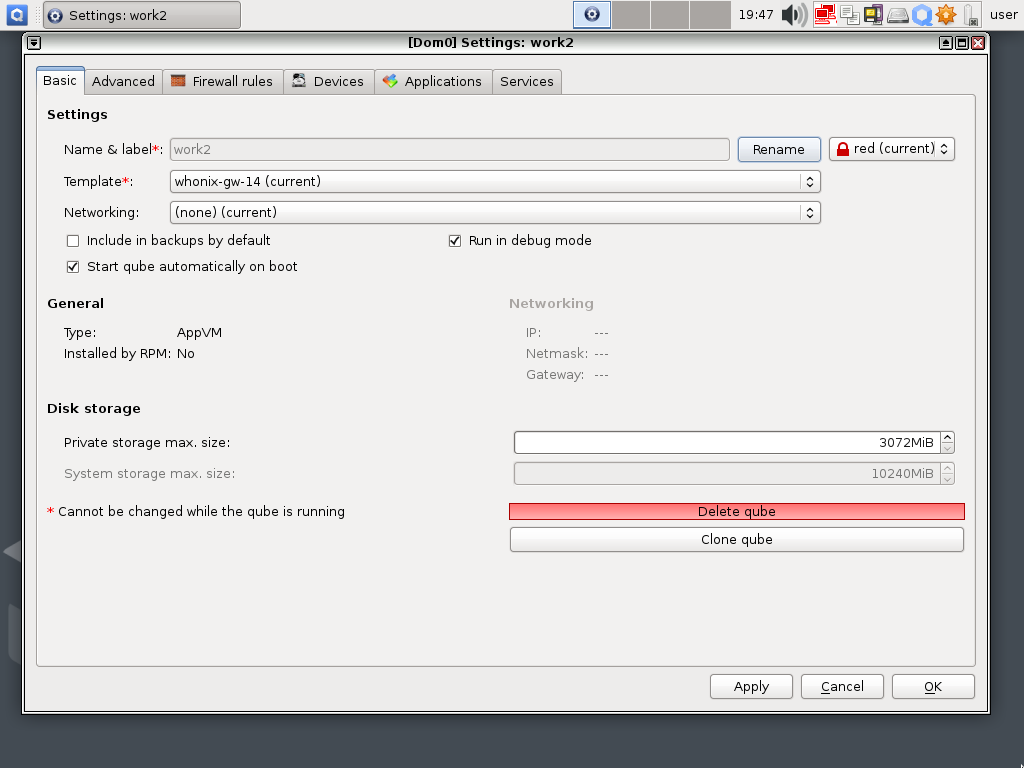 Settings: work2 19:47 user
[Dom0] Settings: work2
Basic Advanced Firewall rules Devices Applications Services
Settings
Name & label*: work2 Rename red (current)
Template*: whonix-gw-14 (current)
Networking: (none) (current)
Include in backups by default Run in debug mode
Start qube automatically on boot
General Networking
Type: AppVM IP: ---
Installed by RPM: No Netmask: ---
Gateway: ---
Disk storage
Private storage max. size: 3072MiB
System storage max. size: 10240MiB
* Cannot be changed while the qube is running Delete qube
Clone qube
Apply Cancel OK